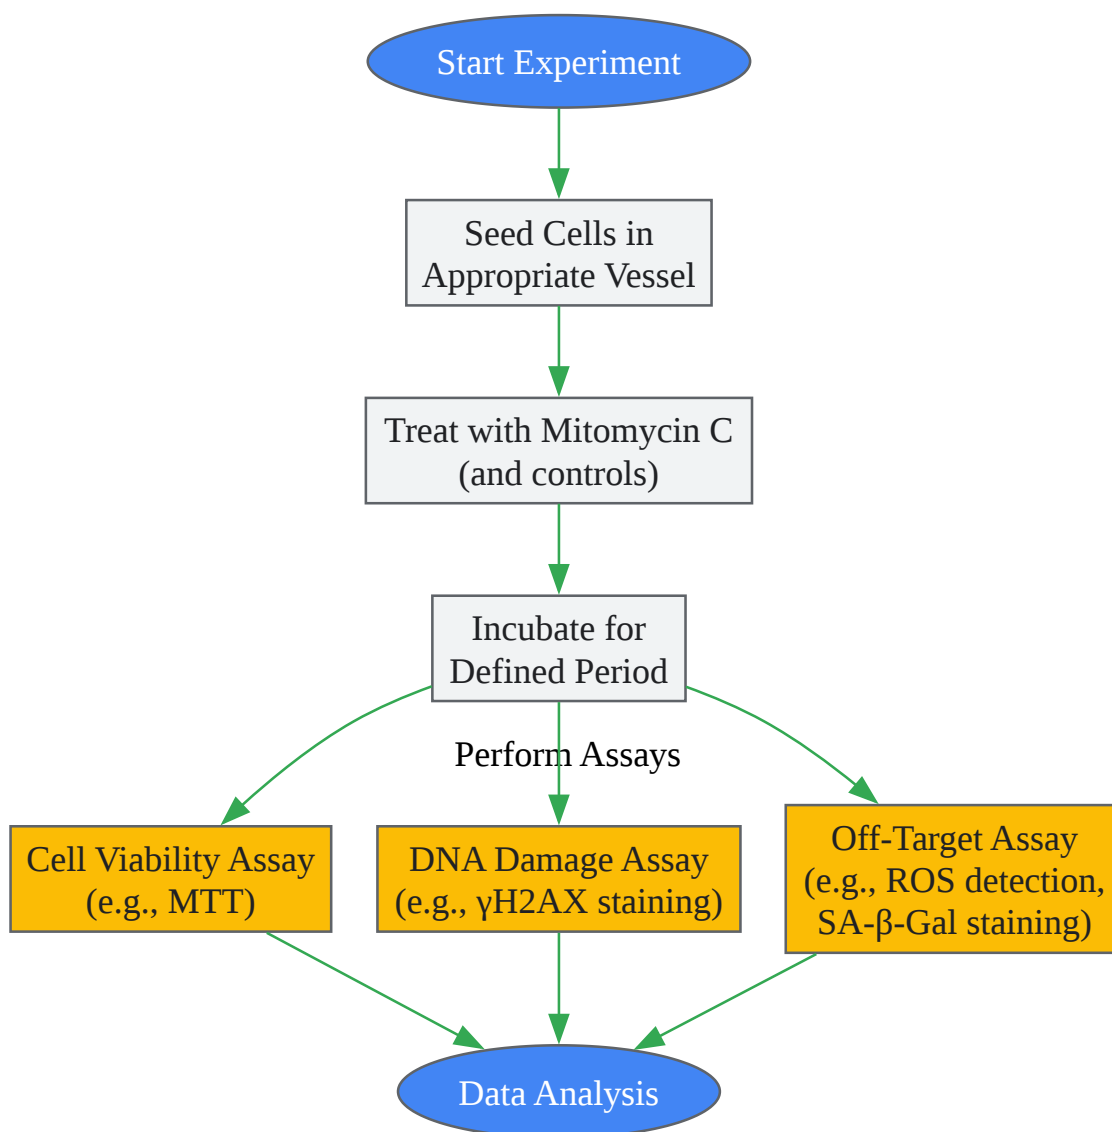 Start Experiment
Seed Cells in
Appropriate Vessel
Treat with Mitomycin C
(and controls)
Incubate for
Defined Period
Perform Assays
Cell Viability Assay
(e.g., MTT)
DNA Damage Assay
(e.g., γH2AX staining)
Off-Target Assay
(e.g., ROS detection,
SA-β-Gal staining)
Data Analysis